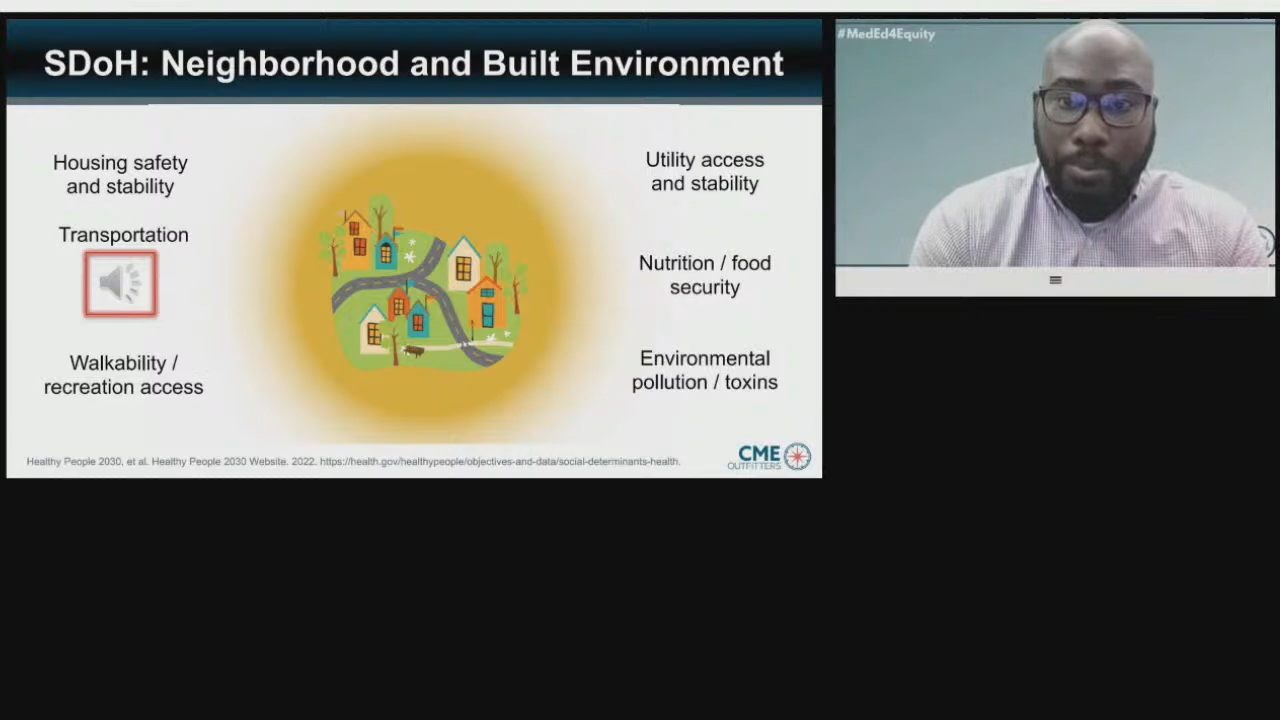 SDoH: Neighborhood and Built Environment
Housing safety
and stability
Transportation
Walkability /
recreation access
Utility access
and stability
Nutrition / food
security
Environmental
pollution / toxins
Healthy People 2030, et al. Healthy People 2030 Website. 2022. https://health.gov/healthypeople/objectives-and-data/social-determinants-health.
CME
OUTFITTERS
#MedEd4Equity